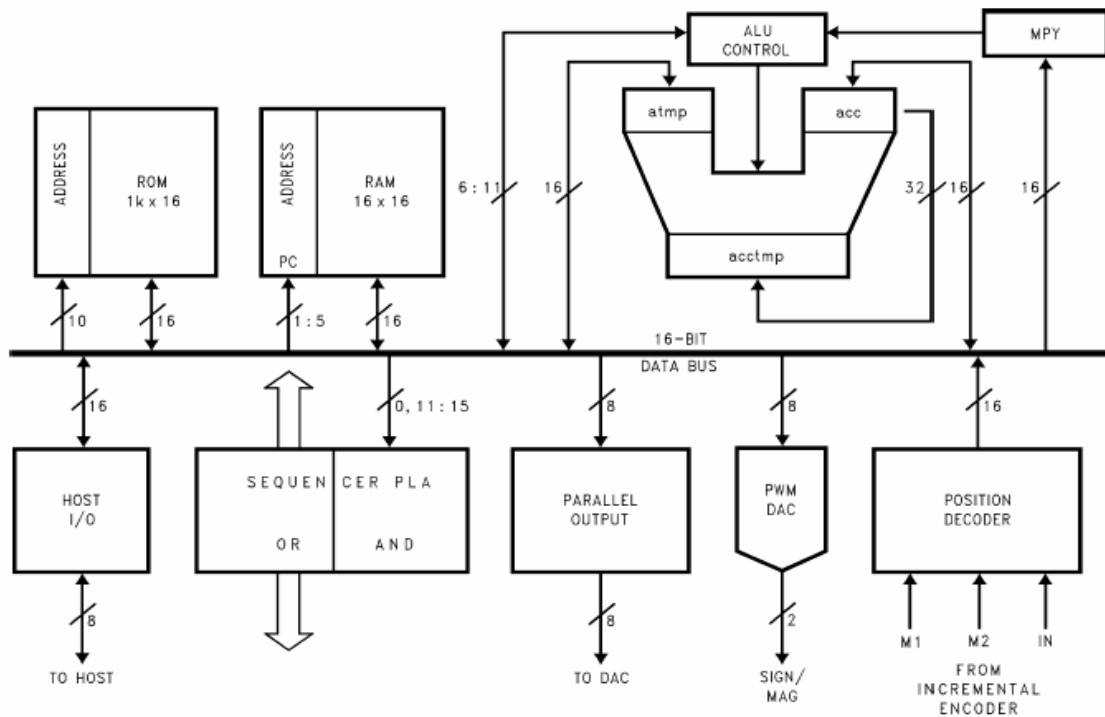 ALU
CONTROL
MPY
atmp
acc
ADDRESS
ROM
1k x 16
ADDRESS
PC
RAM
16 x 16
6:11
16
32
16
16
acctmp
10
16
1:5
16
16-BIT
DATA BUS
16
0, 11:15
8
8
16
HOST
I/O
SEQUEN CER PLA
OR
AND
PARALLEL
OUTPUT
PWM
DAC
POSITION
DECODER
8
8
2
M1
M2
IN
TO HOST
TO DAC
SIGN/
MAG
FROM
INCREMENTAL
ENCODER